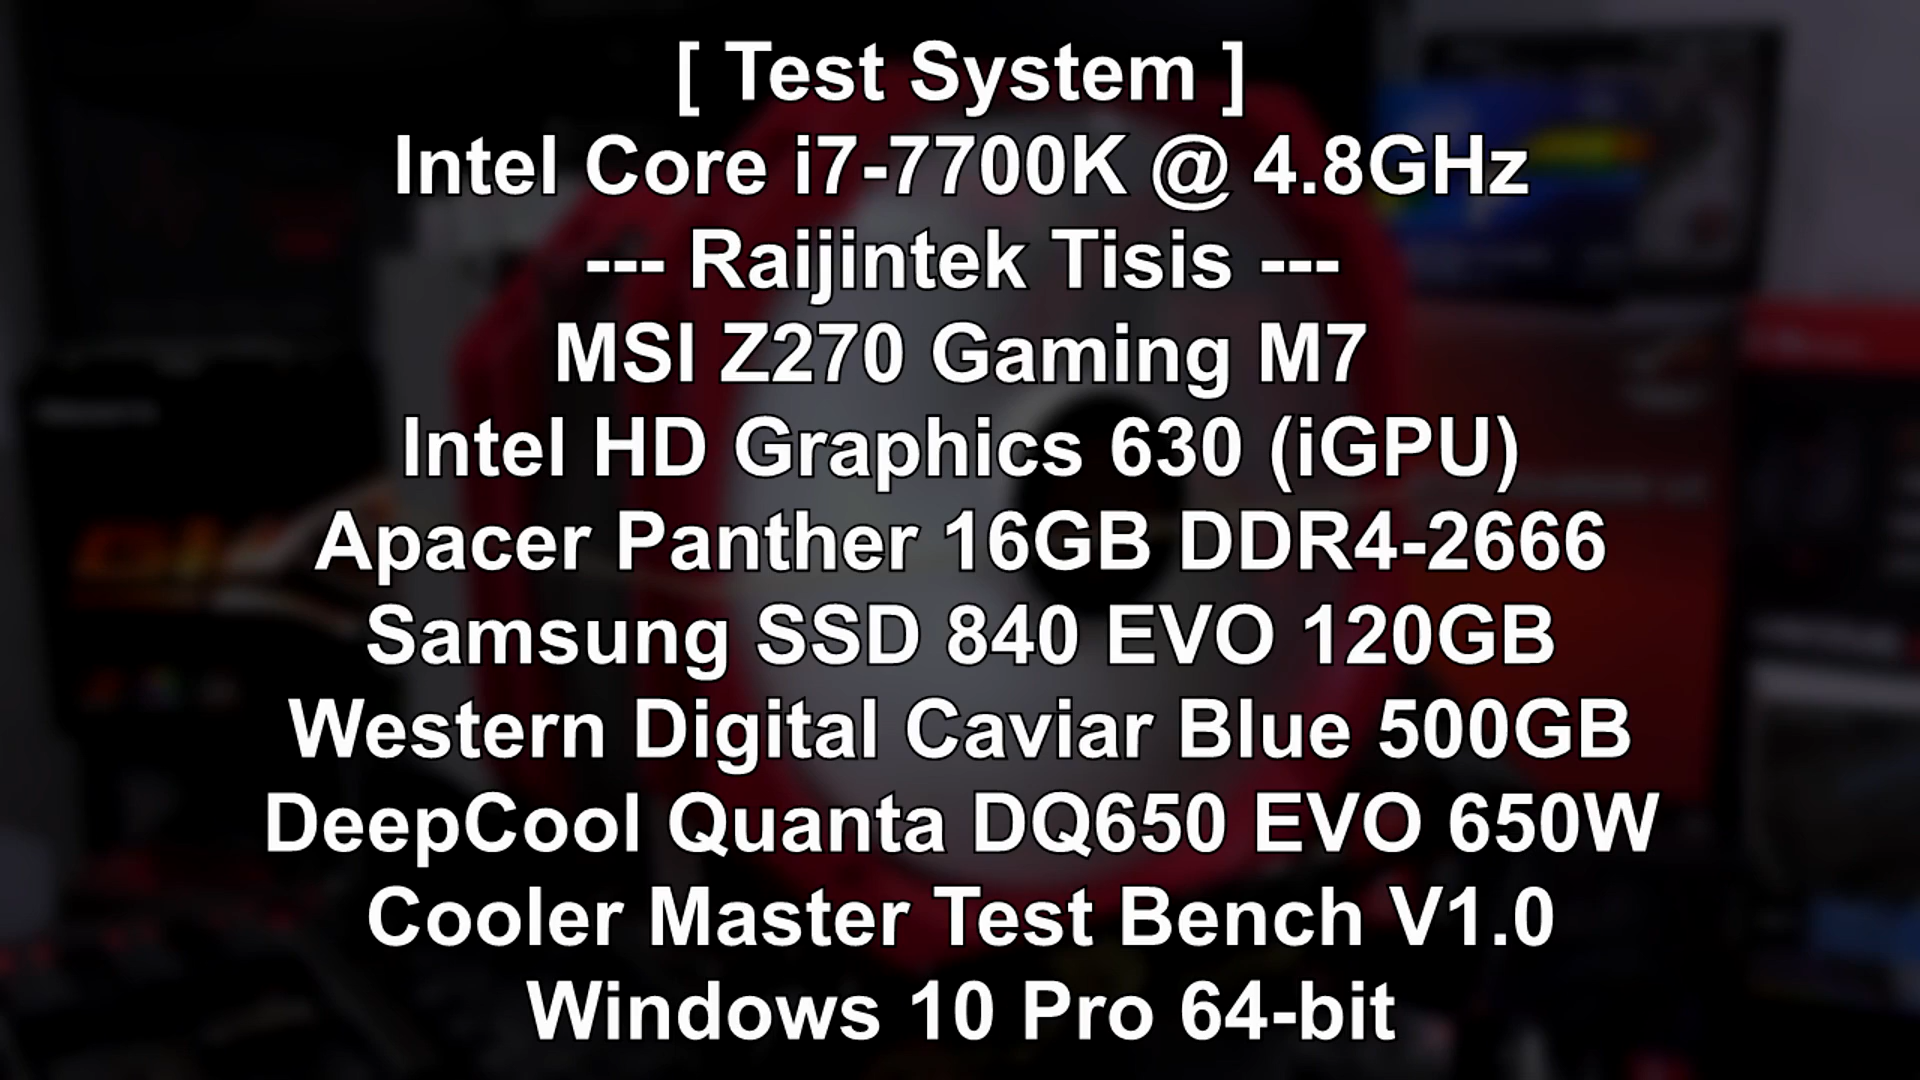 [ Test System ]
Intel Core i7-7700K @ 4.8GHz
--- Raijintek Tisis ---
MSI Z270 Gaming M7
Intel HD Graphics 630 (iGPU)
Apacer Panther 16GB DDR4-2666
Samsung SSD 840 EVO 120GB
Western Digital Caviar Blue 500GB
DeepCool Quanta DQ650 EVO 650W
Cooler Master Test Bench V1.0
Windows 10 Pro 64-bit